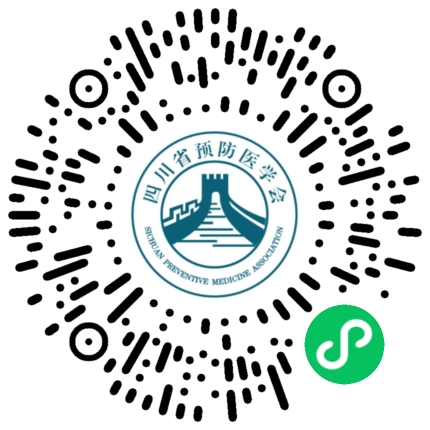 四川省预防医学会
SICHUAN PREVENTIVE MEDICINE ASSOCIATION